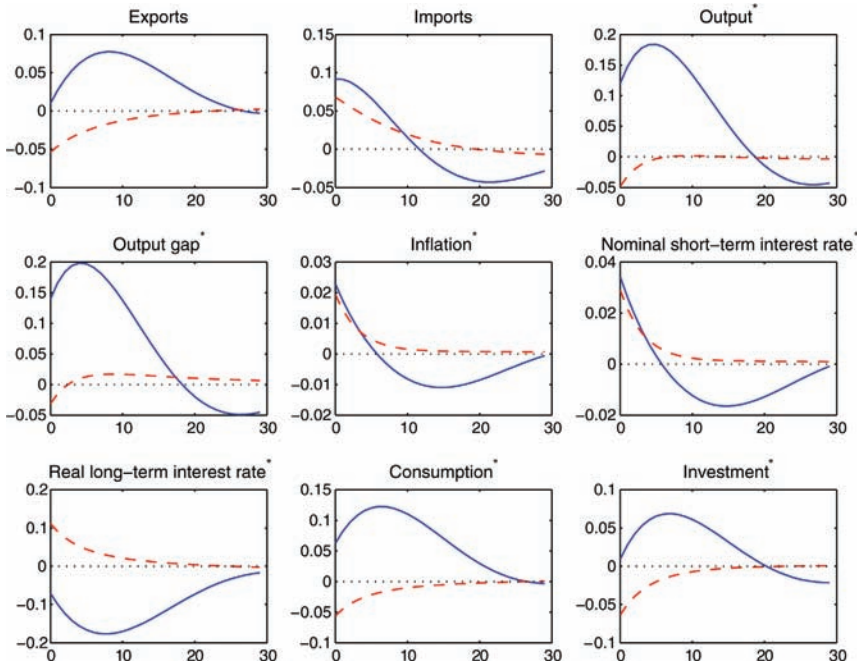 Exports
0.1
0.05
0
−0.05
−0.1
0 10 20 30
Imports
0.15
0.1
0.05
0
−0.05
0 10 20 30
Output*
0.2
0.15
0.1
0.05
0
−0.05
0 10 20 30
Output gap*
0.2
0.15
0.1
0.05
0
−0.05
0 10 20 30
Inflation*
0.03
0.02
0.01
0
−0.01
−0.02
0 10 20 30
Nominal short−term interest rate*
0.04
0.02
0
−0.02
0 10 20 30
Real long−term interest rate*
0.2
0.1
0
−0.1
−0.2
0 10 20 30
Consumption*
0.15
0.1
0.05
0
−0.05
−0.1
0 10 20 30
Investment*
0.1
0.05
0
−0.05
−0.1
0 10 20 30